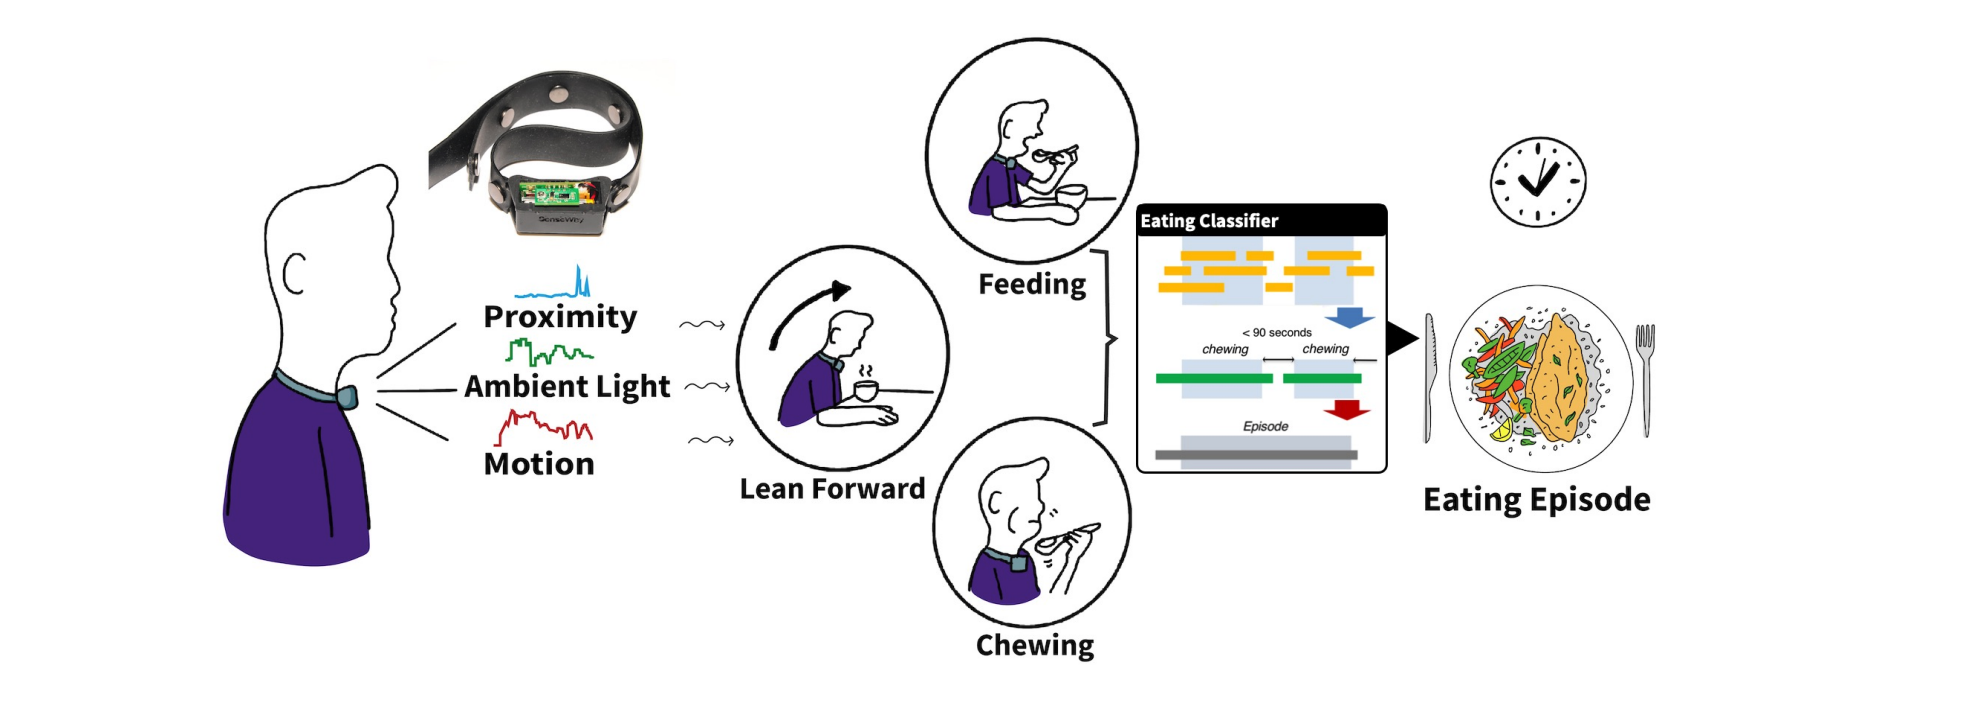 SenseWhy
Proximity
Ambient Light
Motion
Lean Forward
Feeding
Chewing
Eating Classifier
< 90 seconds
chewing
chewing
Episode
Eating Episode